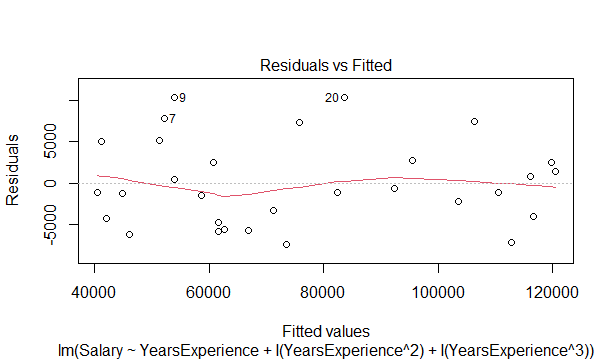 Residuals vs Fitted
Residuals
5000
0
-5000
9
7
20
40000 60000 80000 100000 120000
Fitted values
lm(Salary ~ YearsExperience + I(YearsExperience^2) + I(YearsExperience^3))